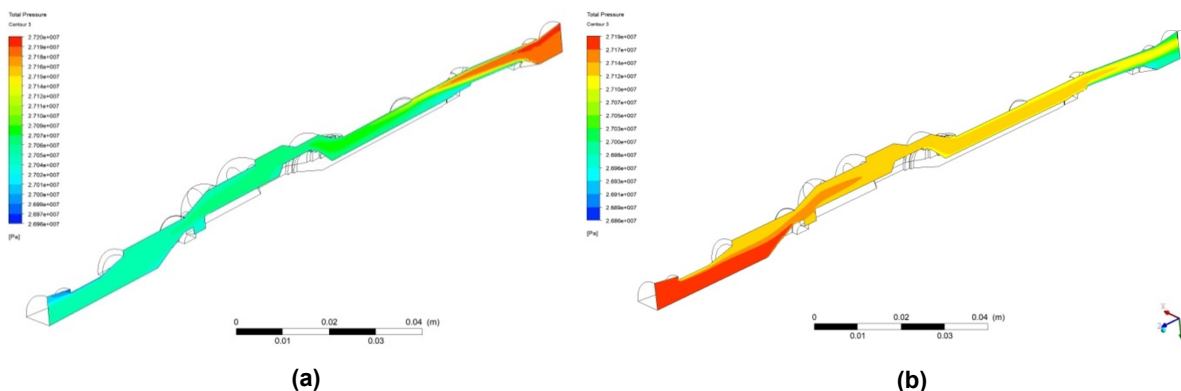 Total Pressure
Contour 3
2.720e+007
2.719e+007
2.718e+007
2.716e+007
2.715e+007
2.714e+007
2.712e+007
2.711e+007
2.710e+007
2.709e+007
2.707e+007
2.705e+007
2.704e+007
2.702e+007
2.701e+007
2.700e+007
2.699e+007
2.697e+007
2.696e+007
[Pa]
0
0.02
0.04
(m)
0.01
0.03
(a)
Total Pressure
Contour 3
2.719e+007
2.717e+007
2.714e+007
2.712e+007
2.710e+007
2.707e+007
2.705e+007
2.703e+007
2.700e+007
2.698e+007
2.696e+007
2.693e+007
2.691e+007
2.689e+007
2.686e+007
[Pa]
0
0.02
0.04
(m)
0.01
0.03
X
Z
(b)